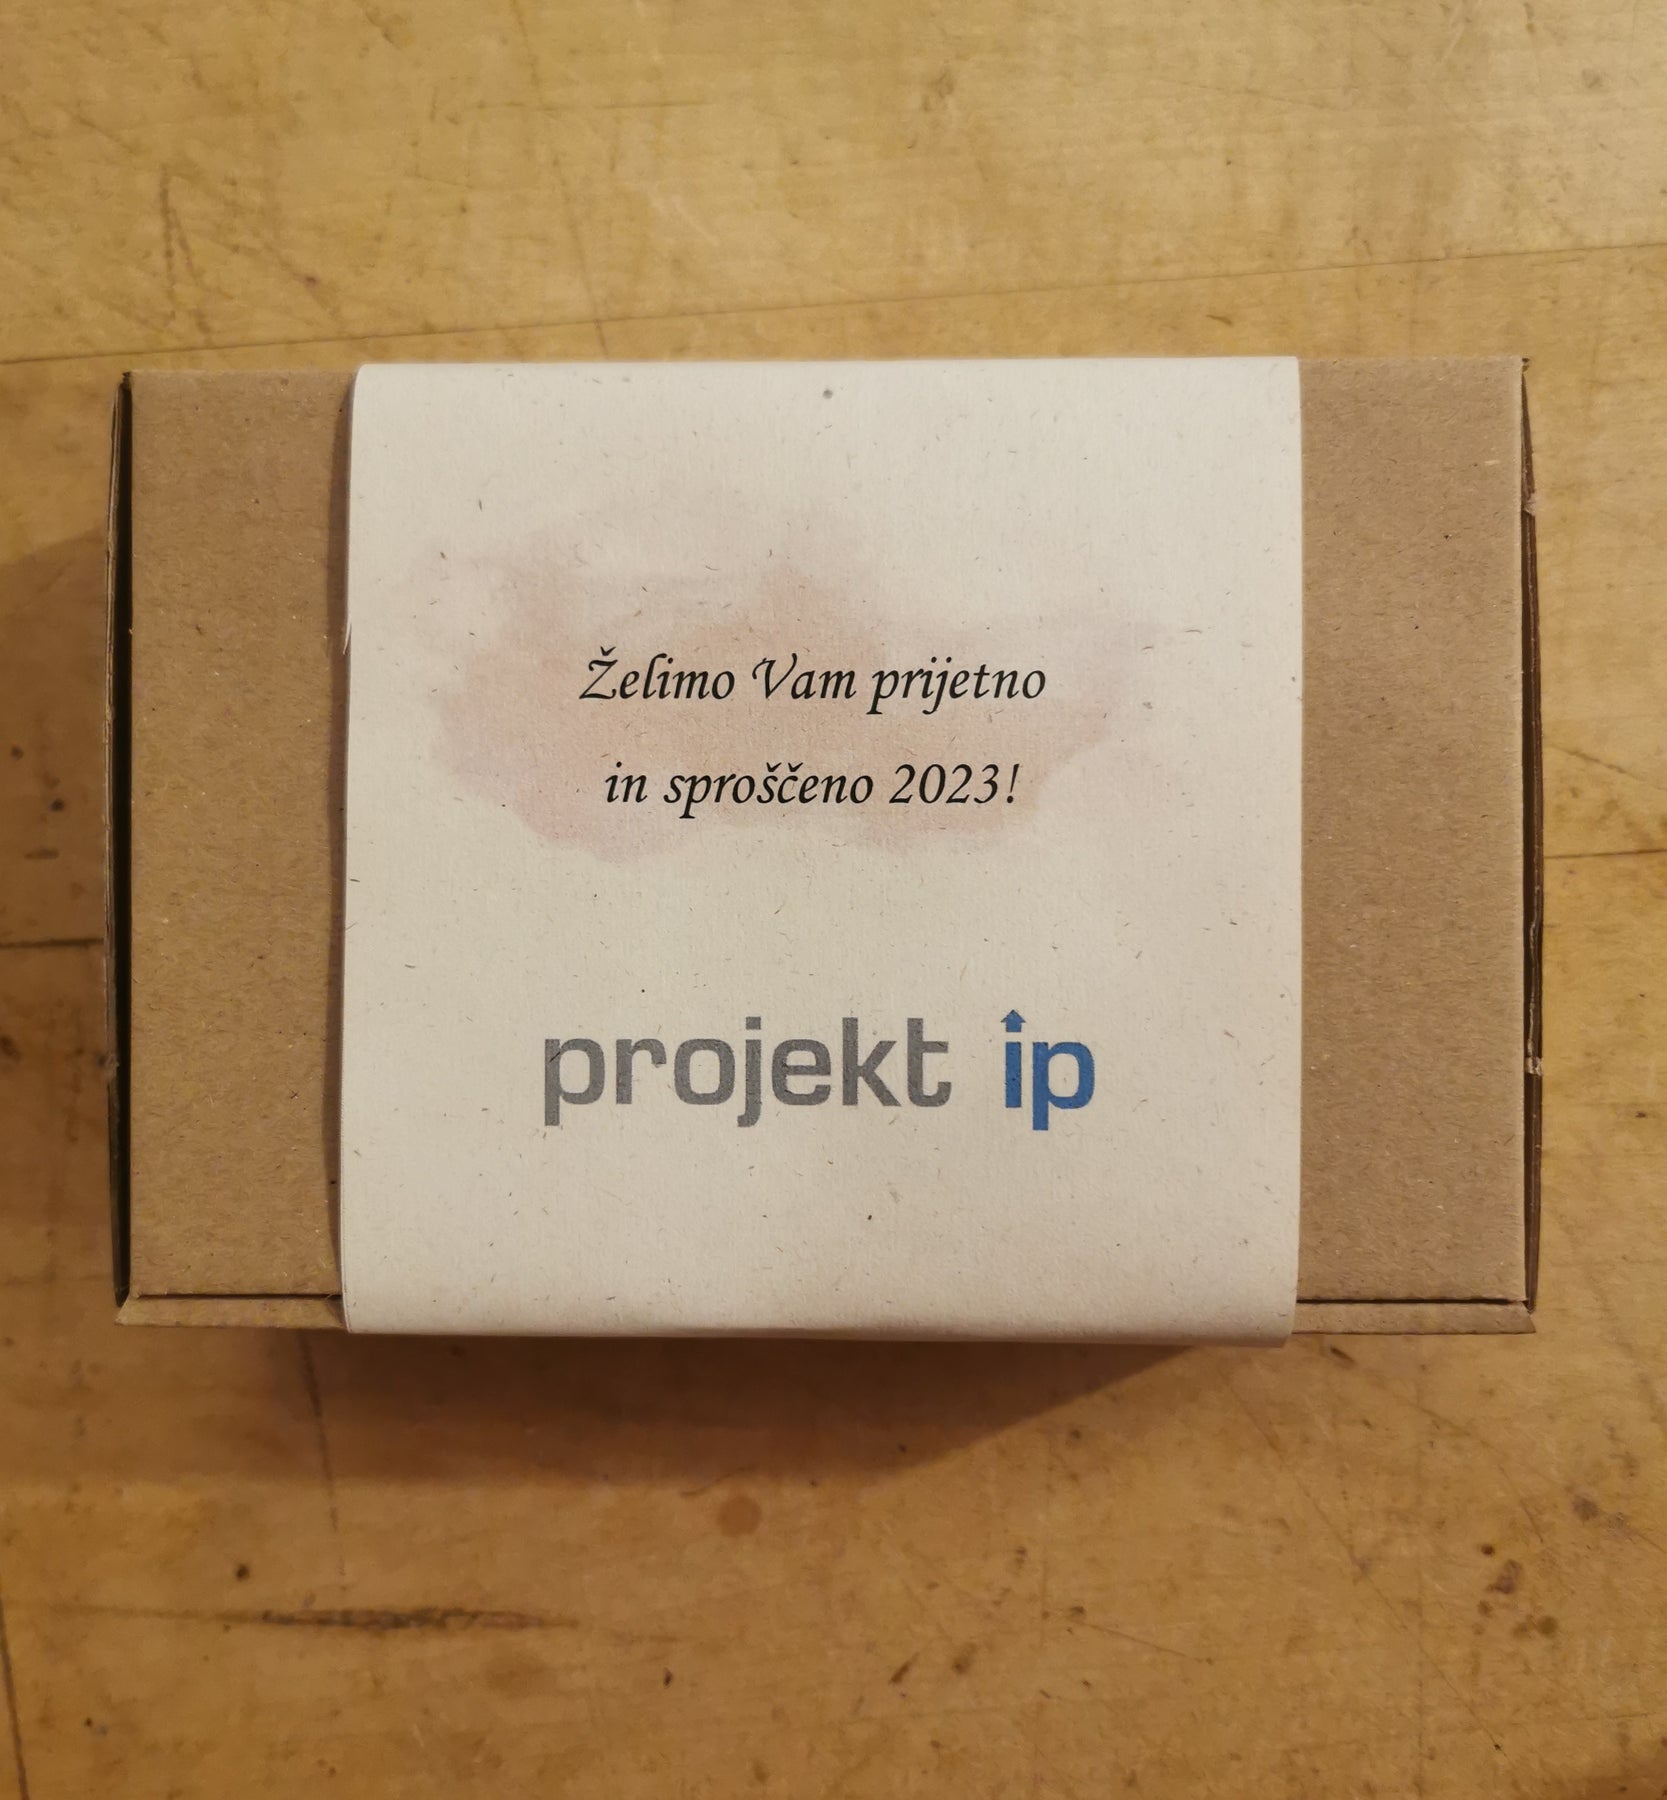 Želimo Vam prijetno
in sproščeno 2023!
projekt ip